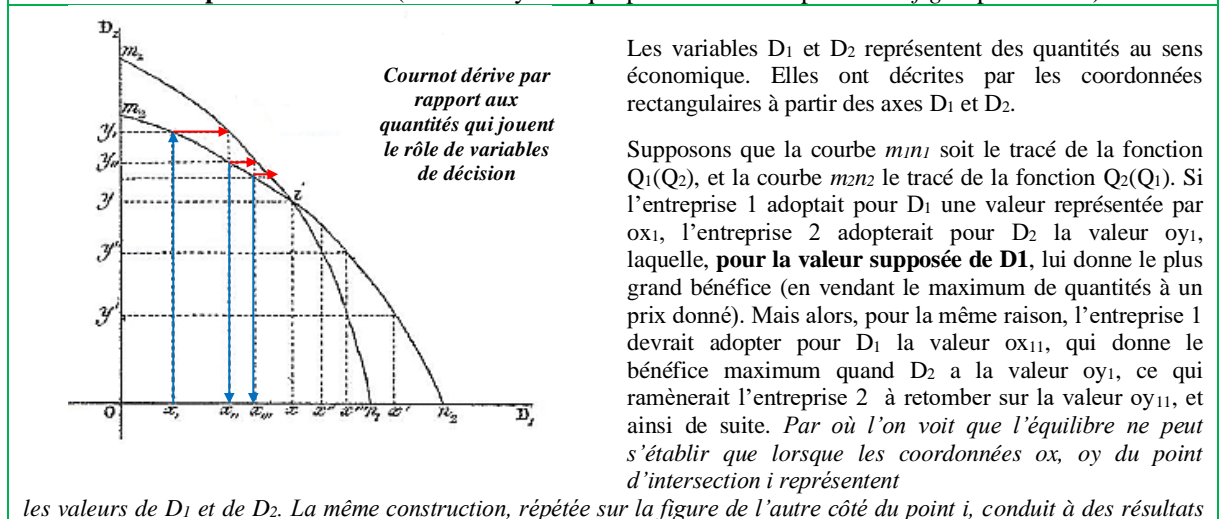 Cournot dérive par
rapport aux
quantités qui jouent
le rôle de variables
de décision
i
y
y"
y'
O
x
x"
x'''
n₁
x'
n₂
D₁
Les variables D₁ et D₂ représentent des quantités au sens
économique. Elles ont décrites par les coordonnées
rectangulaires à partir des axes D₁ et D₂.
Supposons que la courbe m₁n₁ soit le tracé de la fonction
Q₁(Q₂), et la courbe m₂n₂ le tracé de la fonction Q₂(Q₁). Si
l'entreprise 1 adoptait pour D₁ une valeur représentée par
ox₁, l'entreprise 2 adopterait pour D₂ la valeur oy₁,
laquelle, pour la valeur supposée de D1, lui donne le plus
grand bénéfice (en vendant le maximum de quantités à un
prix donné). Mais alors, pour la même raison, l'entreprise 1
devrait adopter pour D₁ la valeur ox₁₁, qui donne le
bénéfice maximum quand D₂ a la valeur oy₁, ce qui
ramènerait l'entreprise 2 à retomber sur la valeur oy₁₁, et
ainsi de suite. Par où l'on voit que l'équilibre ne peut
s'établir que lorsque les coordonnées ox, oy du point
d'intersection i représentent
les valeurs de D₁ et de D₂. La même construction, répétée sur la figure de l'autre côté du point i, conduit à des résultats